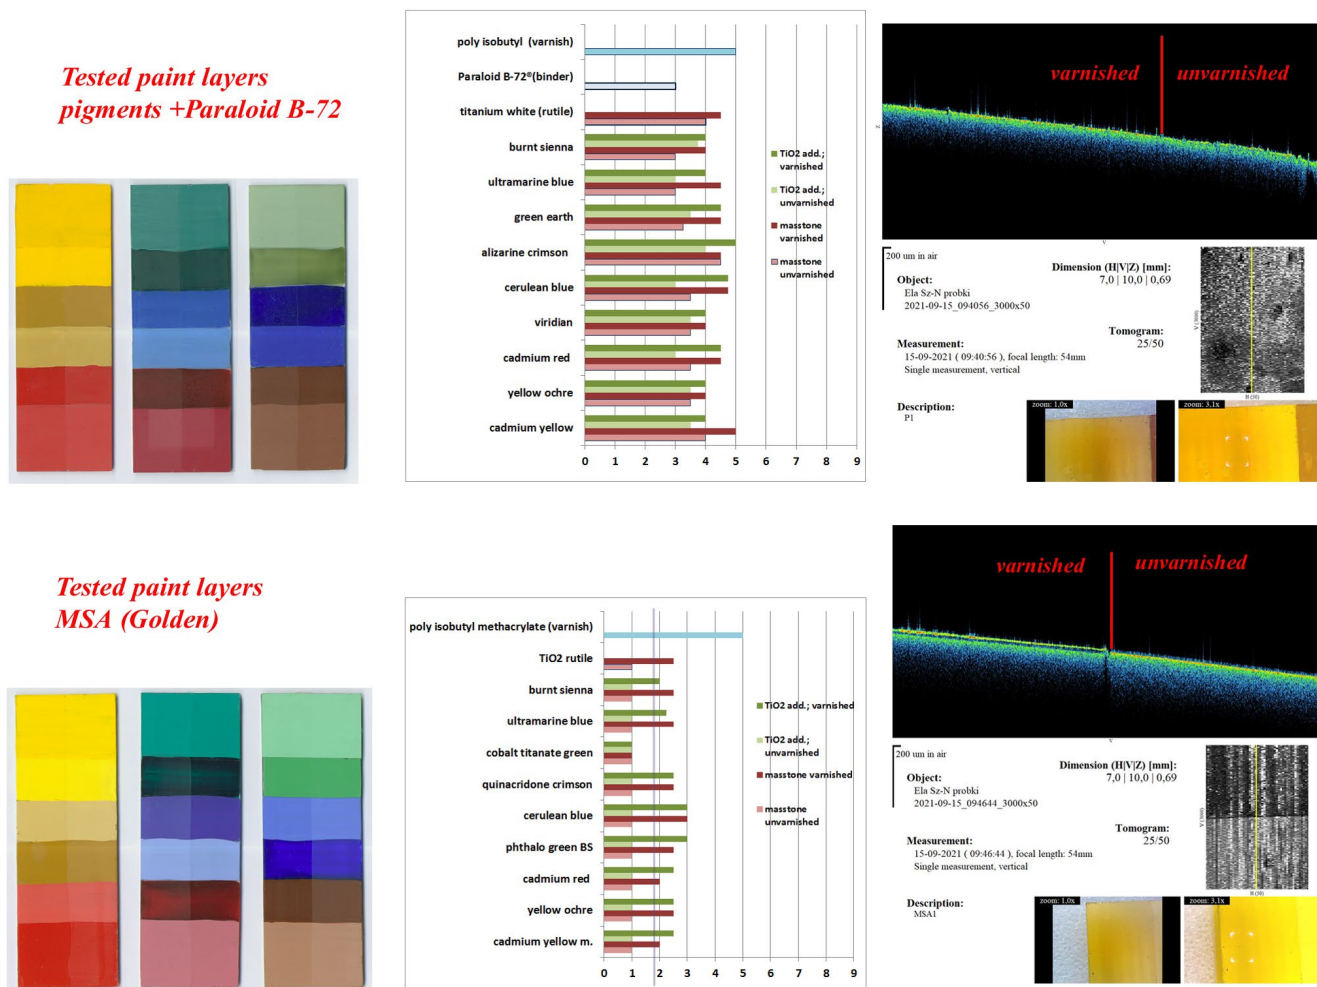 Tested paint layers
pigments +Paraloid B-72
poly isobutyl (varnish)
Paraloid B-72®(binder)
titanium white (rutile)
burnt sienna
ultramarine blue
green earth
alizarine crimson
cerulean blue
viridian
cadmium red
yellow ochre
cadmium yellow
0 1 2 3 4 5 6 7 8 9
TiO2 add.;
varnished
TiO2 add.;
unvarnished
masstone
varnished
masstone
unvarnished
varnished unvarnished
Z
V
200 um in air
Object:
Ela Sz-N probki
2021-09-15_094056_3000x50
Dimension (H|V|Z) [mm]:
7,0 | 10,0 | 0,69
Tomogram:
25/50
Measurement:
15-09-2021 ( 09:40:56 ), focal length: 54mm
Single measurement, vertical
Description:
P1
V (3000)
H (50)
zoom: 1,0x
zoom: 3,1x
Tested paint layers
MSA (Golden)
poly isobutyl methacrylate (varnish)
TiO2 rutile
burnt sienna
ultramarine blue
cobalt titanate green
quinacridone crimson
cerulean blue
phthalo green BS
cadmium red
yellow ochre
cadmium yellow m.
0 1 2 3 4 5 6 7 8 9
TiO2 add.; varnished
TiO2 add.;
unvarnished
masstone varnished
masstone
unvarnished
varnished unvarnished
V
200 um in air
Object:
Ela Sz-N probki
2021-09-15_094644_3000x50
Dimension (H|V|Z) [mm]:
7,0 | 10,0 | 0,69
Tomogram:
25/50
Measurement:
15-09-2021 ( 09:46:44 ), focal length: 54mm
Single measurement, vertical
Description:
MSA1
V (3000)
H (50)
zoom: 1,0x
zoom: 3,1x